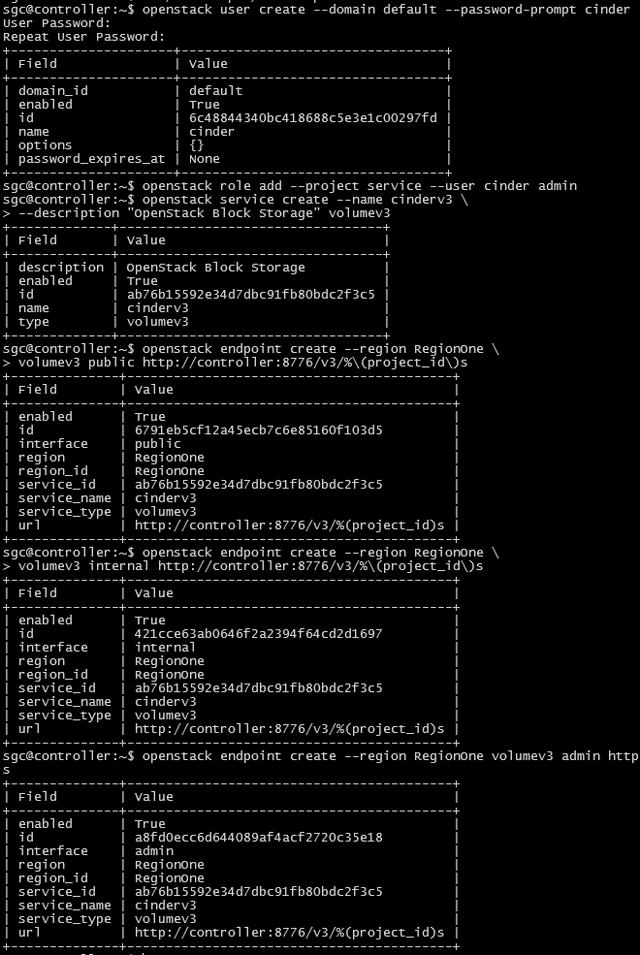 sgc@controller:~$ openstack user create --domain default --password-prompt cinder
User Password:
Repeat User Password:
+---------------------+----------------------------------+
| Field               | Value                            |
+---------------------+----------------------------------+
| domain_id           | default                          |
| enabled             | True                             |
| id                  | 6c48844340bc418688c5e3e1c00297fd |
| name                | cinder                           |
| options             | {}                               |
| password_expires_at | None                             |
+---------------------+----------------------------------+
sgc@controller:~$ openstack role add --project service --user cinder admin
sgc@controller:~$ openstack service create --name cinderv3 \
> --description "OpenStack Block Storage" volumev3
+-------------+----------------------------------+
| Field       | Value                            |
+-------------+----------------------------------+
| description | OpenStack Block Storage          |
| enabled     | True                             |
| id          | ab76b15592e34d7dbc91fb80bdc2f3c5 |
| name        | cinderv3                         |
| type        | volumev3                         |
+-------------+----------------------------------+
sgc@controller:~$ openstack endpoint create --region RegionOne \
> volumev3 public http://controller:8776/v3/%\(project_id\)s
+--------------+------------------------------------------+
| Field        | Value                                    |
+--------------+------------------------------------------+
| enabled      | True                                     |
| id           | 6791eb5cf12a45ecb7c6e85160f103d5         |
| interface    | public                                   |
| region       | RegionOne                                |
| region_id    | RegionOne                                |
| service_id   | ab76b15592e34d7dbc91fb80bdc2f3c5         |
| service_name | cinderv3                                 |
| service_type | volumev3                                 |
| url          | http://controller:8776/v3/%(project_id)s |
+--------------+------------------------------------------+
sgc@controller:~$ openstack endpoint create --region RegionOne \
> volumev3 internal http://controller:8776/v3/%\(project_id\)s
+--------------+------------------------------------------+
| Field        | Value                                    |
+--------------+------------------------------------------+
| enabled      | True                                     |
| id           | 421cce63ab0646f2a2394f64cd2d1697         |
| interface    | internal                                 |
| region       | RegionOne                                |
| region_id    | RegionOne                                |
| service_id   | ab76b15592e34d7dbc91fb80bdc2f3c5         |
| service_name | cinderv3                                 |
| service_type | volumev3                                 |
| url          | http://controller:8776/v3/%(project_id)s |
+--------------+------------------------------------------+
sgc@controller:~$ openstack endpoint create --region RegionOne volumev3 admin http
s
+--------------+------------------------------------------+
| Field        | Value                                    |
+--------------+------------------------------------------+
| enabled      | True                                     |
| id           | a8fd0ecc6d644089af4acf2720c35e18         |
| interface    | admin                                    |
| region       | RegionOne                                |
| region_id    | RegionOne                                |
| service_id   | ab76b15592e34d7dbc91fb80bdc2f3c5         |
| service_name | cinderv3                                 |
| service_type | volumev3                                 |
| url          | http://controller:8776/v3/%(project_id)s |
+--------------+------------------------------------------+